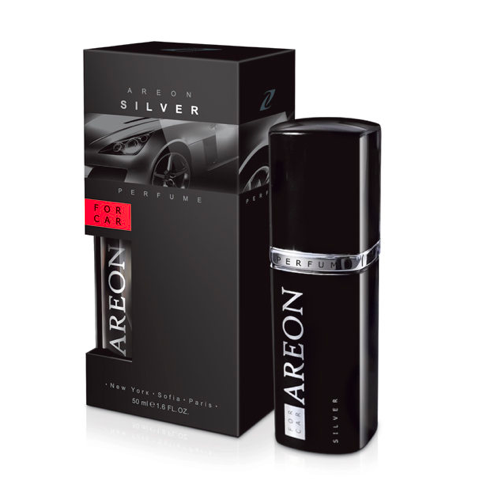 AREON
SILVER
PERFUME
FOR
CAR
AREON
• New York • Sofia • Paris •
50 ml e 1.6 FL.OZ.
PERFUM
FOR
CAR
AREON
SILVER